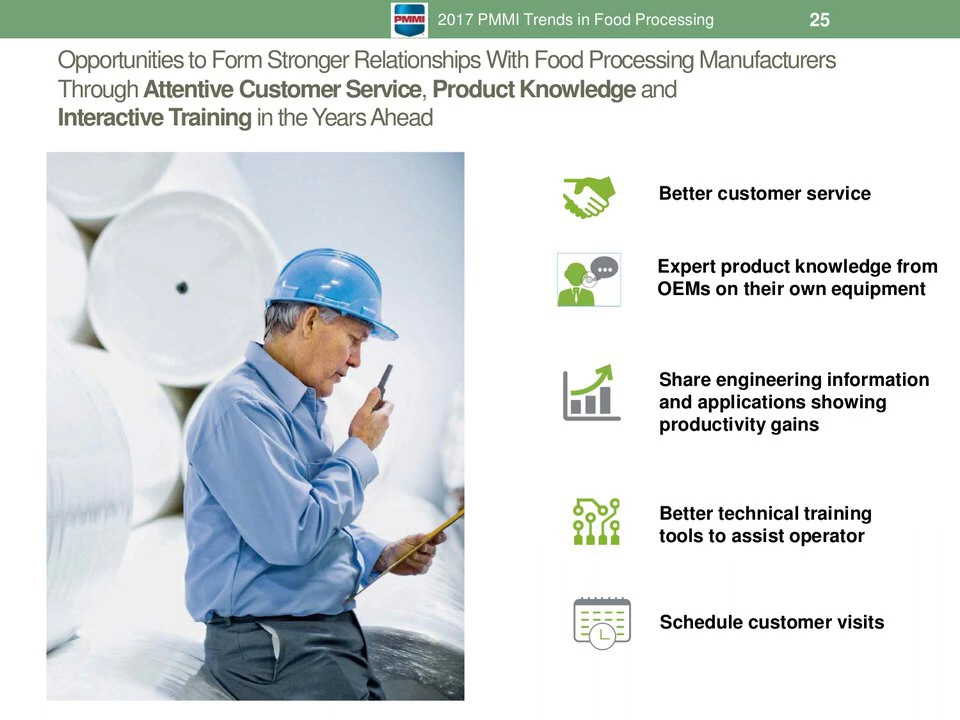 PMMI
2017 PMMI Trends in Food Processing
25
Opportunities to Form Stronger Relationships With Food Processing Manufacturers
Through Attentive Customer Service, Product Knowledge and
Interactive Training in the Years Ahead
Better customer service
Expert product knowledge from
OEMs on their own equipment
Share engineering information
and applications showing
productivity gains
Better technical training
tools to assist operator
Schedule customer visits